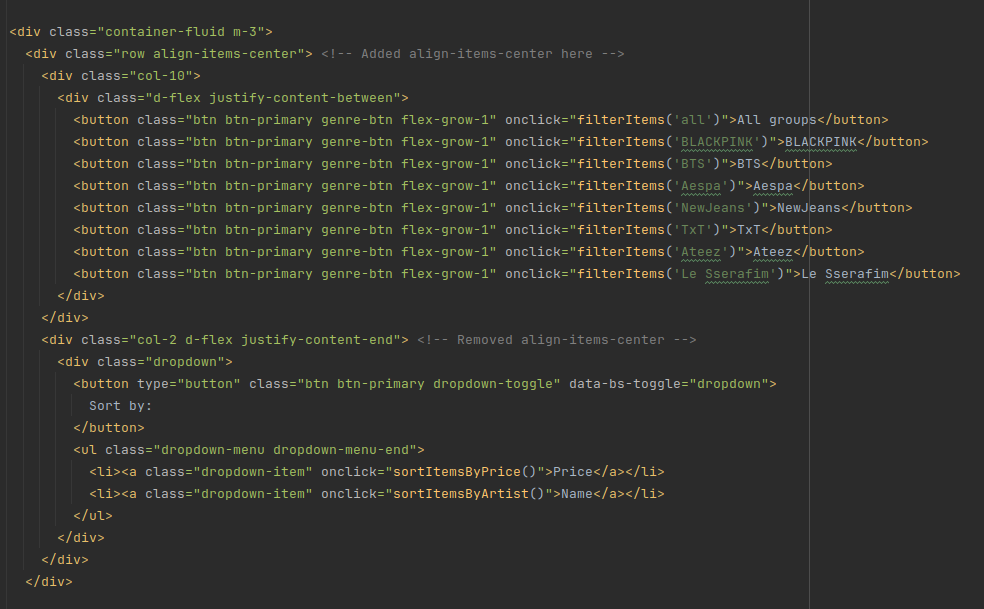 <div class="container-fluid m-3">
<div class="row align-items-center"> <!-- Added align-items-center here -->
<div class="col-10">
<div class="d-flex justify-content-between">
<button class="btn btn-primary genre-btn flex-grow-1" onclick="filterItems('all')">All groups</button>
<button class="btn btn-primary genre-btn flex-grow-1" onclick="filterItems('BLACKPINK')">BLACKPINK</button>
<button class="btn btn-primary genre-btn flex-grow-1" onclick="filterItems('BTS')">BTS</button>
<button class="btn btn-primary genre-btn flex-grow-1" onclick="filterItems('Aespa')">Aespa</button>
<button class="btn btn-primary genre-btn flex-grow-1" onclick="filterItems('NewJeans')">NewJeans</button>
<button class="btn btn-primary genre-btn flex-grow-1" onclick="filterItems('TxT')">TxT</button>
<button class="btn btn-primary genre-btn flex-grow-1" onclick="filterItems('Ateez')">Ateez</button>
<button class="btn btn-primary genre-btn flex-grow-1" onclick="filterItems('Le Sserafim')">Le Sserafim</button>
</div>
</div>
<div class="col-2 d-flex justify-content-end"> <!-- Removed align-items-center -->
<div class="dropdown">
<button type="button" class="btn btn-primary dropdown-toggle" data-bs-toggle="dropdown">
Sort by:
</button>
<ul class="dropdown-menu dropdown-menu-end">
<li><a class="dropdown-item" onclick="sortItemsByPrice()">Price</a></li>
<li><a class="dropdown-item" onclick="sortItemsByArtist()">Name</a></li>
</ul>
</div>
</div>
</div>